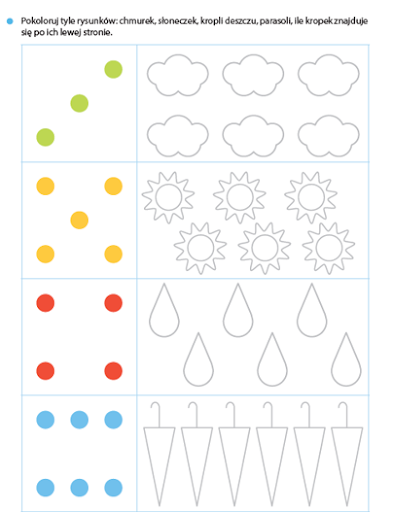 Pokoloruj tyle rysunków: chmurek, słoneczek, kropli deszczu, parasoli, ile kropek znajduje
się po ich lewej stronie.